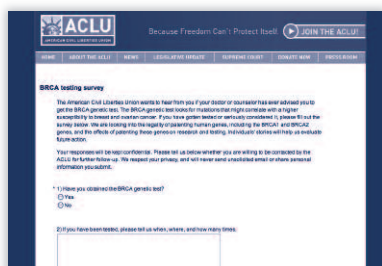 ACLU
AMERICAN CIVIL LIBERTIES UNION
Because Freedom Can't Protect Itself
JOIN THE ACLU!
HOME ABOUT THE ACLU NEWS LEGISLATIVE UPDATE SUPREME COURT DONATE NOW PRESS ROOM
BRCA testing survey
The American Civil Liberties Union wants to hear from you if your doctor or counselor has ever advised you to
get the BRCA genetic test. The BRCA genetic test looks for mutations that might correlate with a higher
susceptibility to breast and ovarian cancer. If you have gotten tested or seriously considered it, please fill out the
survey below. We are looking into the legality of patenting human genes, including the BRCA1 and BRCA2
genes, and the effects of patenting these genes on research and testing. Individuals' stories will help us evaluate
future action.
Your responses will be kept confidential. Please tell us below whether you are willing to be contacted by the
ACLU for further follow-up. We respect your privacy, and will never send unsolicited email or share personal
information you submit.
* 1) Have you obtained the BRCA genetic test?
Yes
No
2) If you have been tested, please tell us when, where, and how many times.